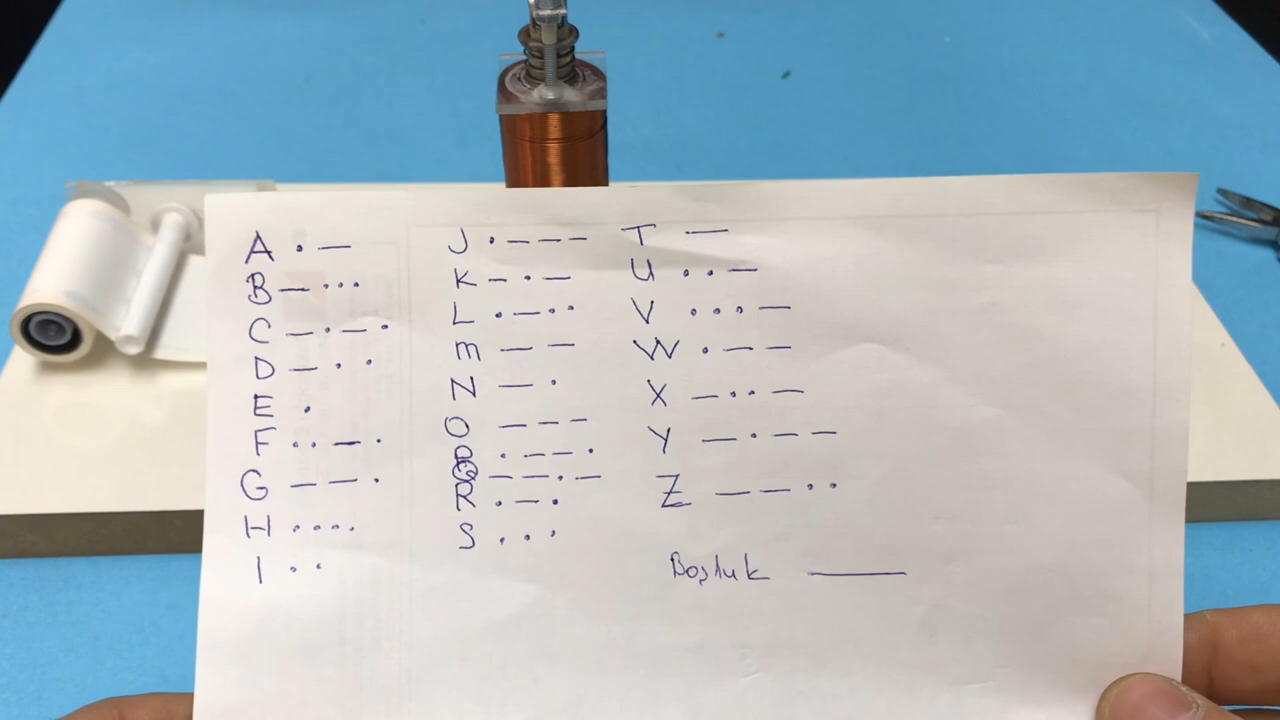 A . —
B — . . .
C — . — .
D — . .
E .
F . . — .
G — — .
H . . . .
I . .
J . — — —
K — . —
L . — . .
m — —
N — .
O — — —
P . — — .
Q — — . —
R . — .
S . . .
T —
U . . —
V . . . —
W . — —
X — . . —
Y — . — —
Z — — . .
Boşluk ———